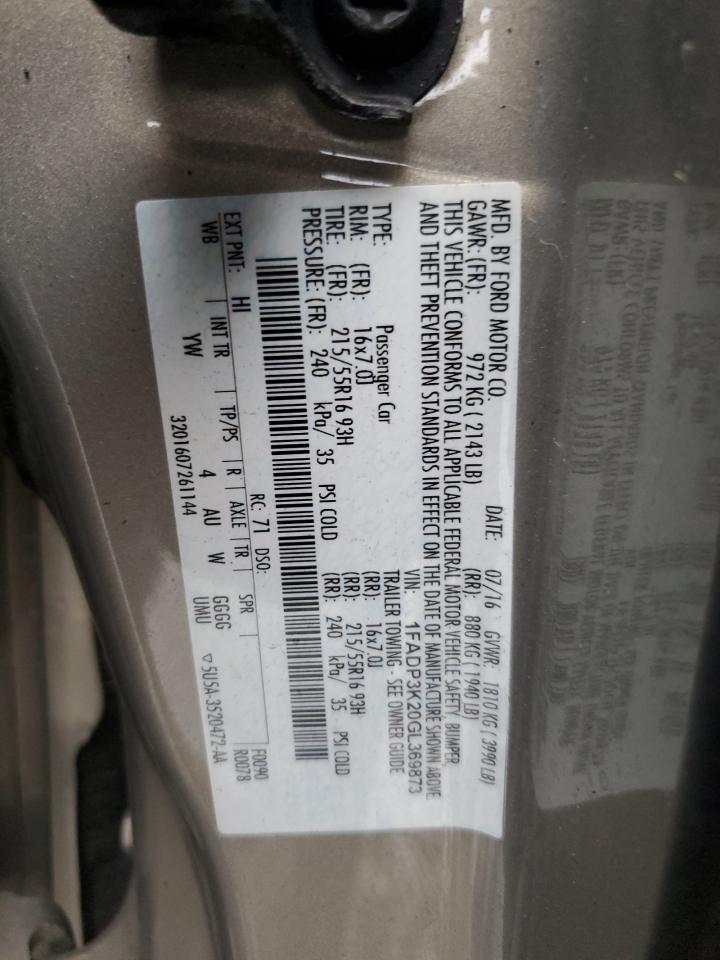 MFD. BY FORD MOTOR CO. DATE: 07/16 GVWR: 1810 KG ( 3990 LB)
GAWR: (FR): 972 KG ( 2143 LB) (RR): 880 KG ( 1940 LB)
THIS VEHICLE CONFORMS TO ALL APPLICABLE FEDERAL MOTOR VEHICLE SAFETY, BUMPER,
AND THEFT PREVENTION STANDARDS IN EFFECT ON THE DATE OF MANUFACTURE SHOWN ABOVE
VIN: 1FADP3K20GL369873
TYPE: Passenger Car TRAILER TOWING - SEE OWNER GUIDE
RIM: (FR): 16x7.0J (RR): 16x7.0J
TIRE: (FR): 215/55R16 93H (RR): 215/55R16 93H
PRESSURE: (FR): 240 kPa/ 35 PSI COLD (RR): 240 kPa/ 35 PSI COLD
RC: 71 DSO: F0090
EXT PNT: HI INT TR TP/PS R AXLE TR SPR R0078
WB YW 4 AU W GGGG ▽5U5A-3520472-AA
3201607261144 UMU